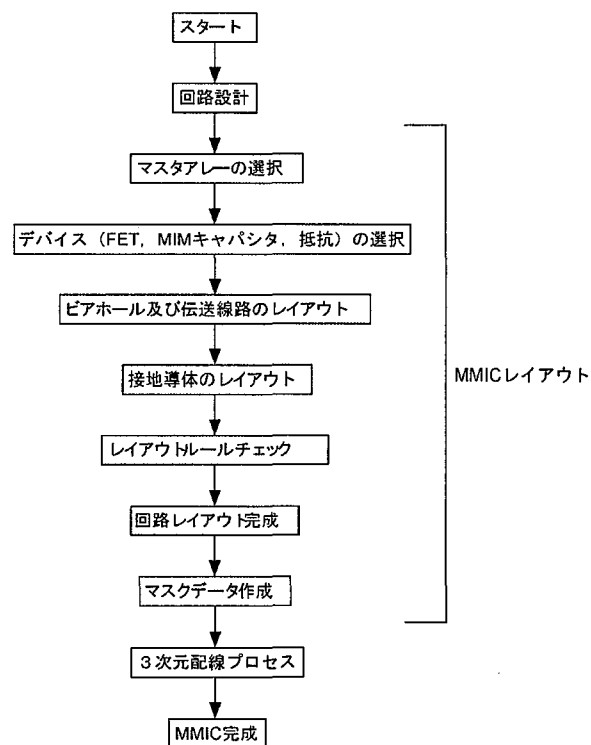 スタート
回路設計
マスタアレーの選択
デバイス（FET，MIMキャパシタ，抵抗）の選択
ビアホール及び伝送線路のレイアウト
接地導体のレイアウト
レイアウトルールチェック
回路レイアウト完成
マスクデータ作成
3次元配線プロセス
MMIC完成
MMICレイアウト